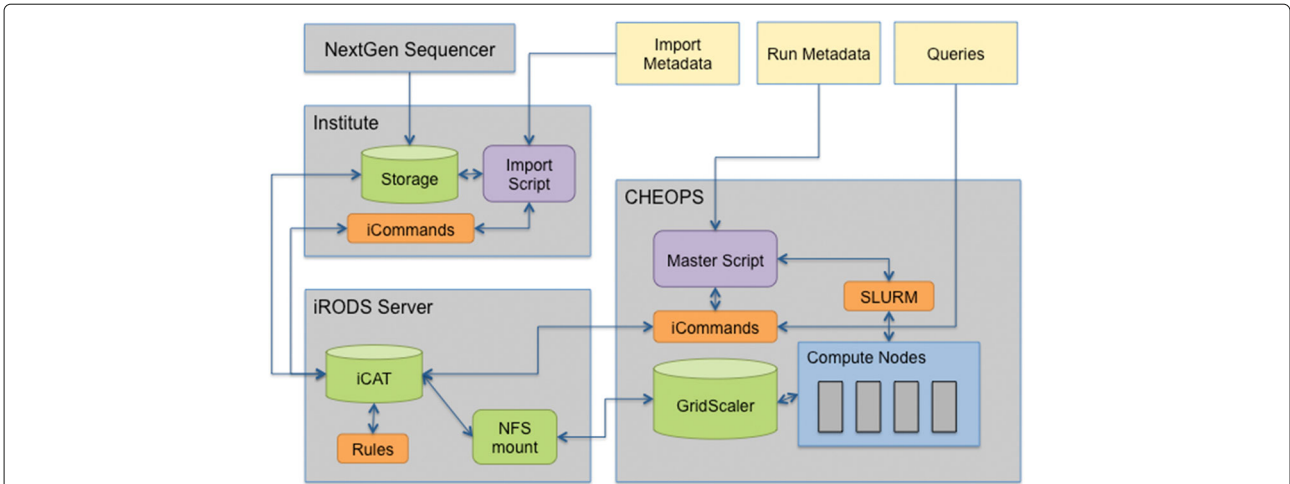 NextGen Sequencer
Import
Metadata
Run Metadata
Queries
Institute
Storage
Import
Script
iCommands
iRODS Server
iCAT
Rules
NFS
mount
CHEOPS
Master Script
SLURM
iCommands
Compute Nodes
GridScaler